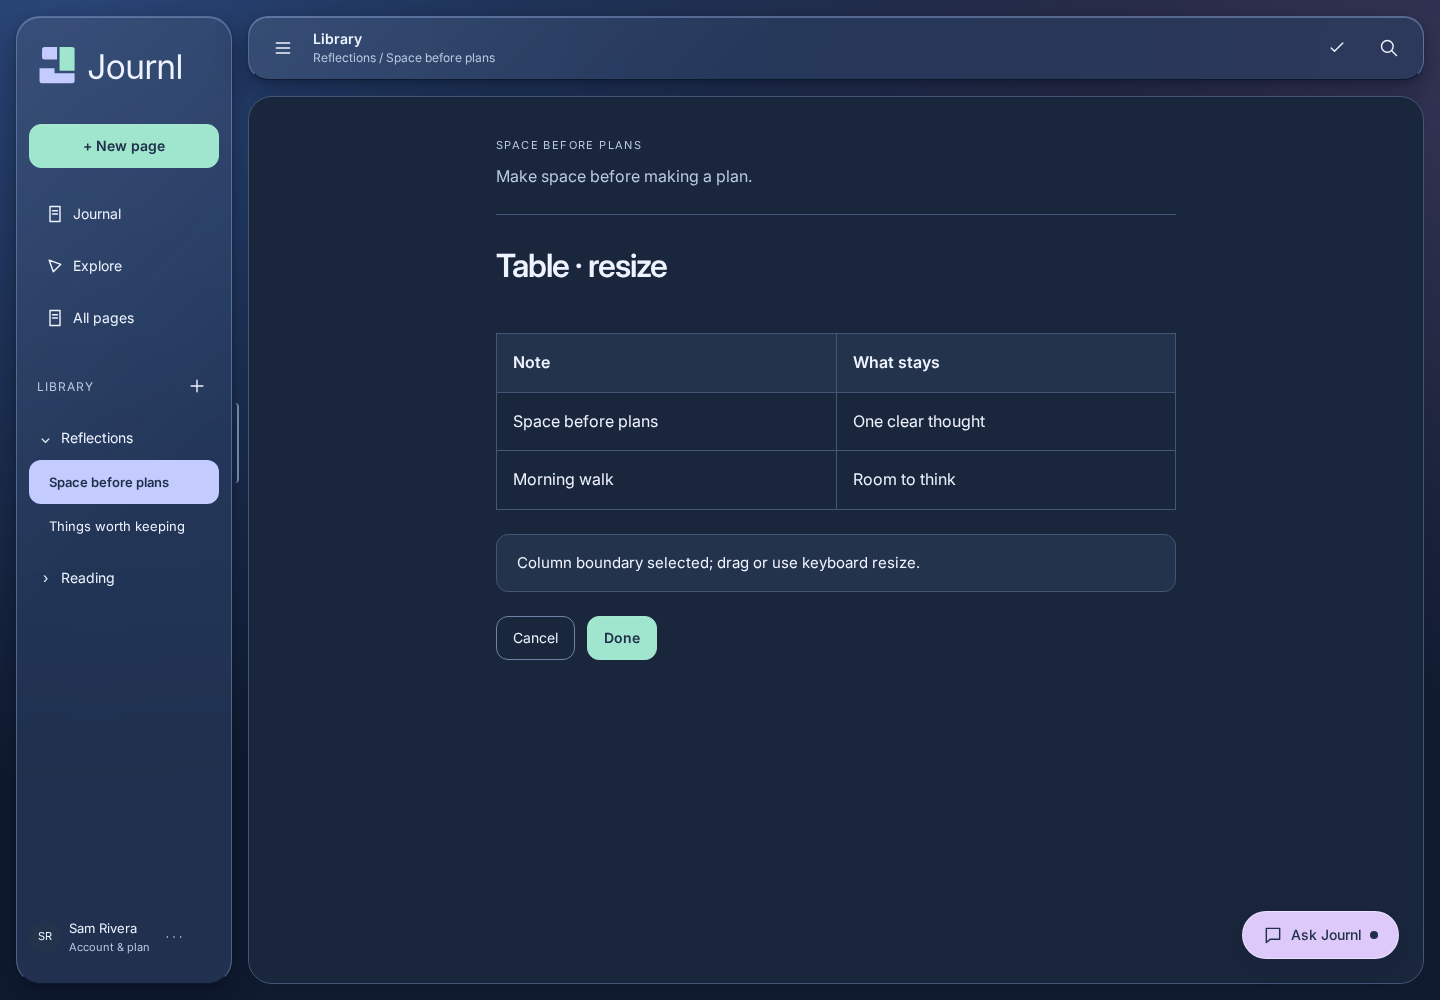 Journl
+ New page
Journal
Explore
All pages
LIBRARY
Reflections
Space before plans
Things worth keeping
Reading
SR
Sam Rivera
Account & plan
...
Library
Reflections / Space before plans
SPACE BEFORE PLANS
Make space before making a plan.
Table · resize
Note What stays
Space before plans One clear thought
Morning walk Room to think
Column boundary selected; drag or use keyboard resize.
Cancel Done
Ask Journl